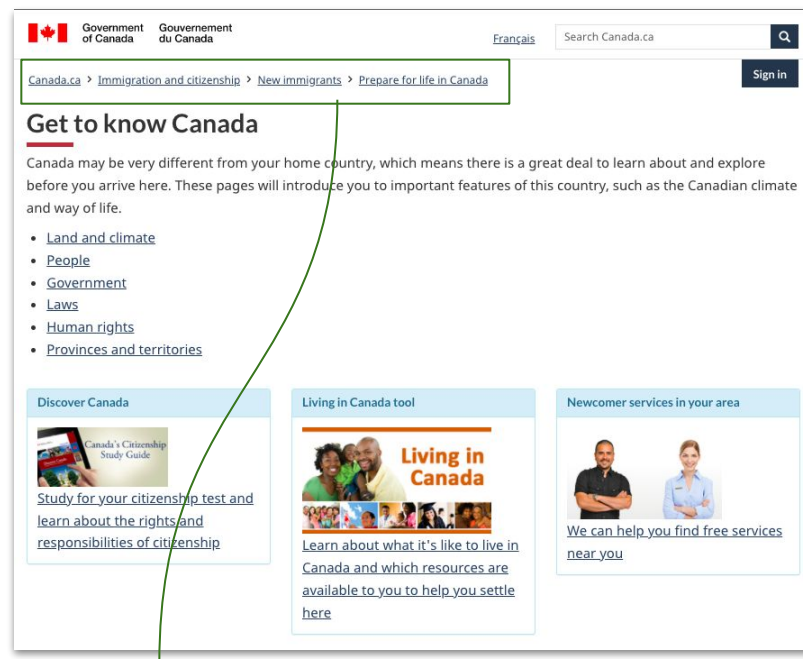 Government
of Canada
Gouvernement
du Canada
Français
Search Canada.ca
Canada.ca > Immigration and citizenship > New immigrants > Prepare for life in Canada
Sign in
Get to know Canada
Canada may be very different from your home country, which means there is a great deal to learn about and explore
before you arrive here. These pages will introduce you to important features of this country, such as the Canadian climate
and way of life.
• Land and climate
• People
• Government
• Laws
• Human rights
• Provinces and territories
Discover Canada
Canada's Citizenship
Study Guide
Study for your citizenship test and
learn about the rights and
responsibilities of citizenship
Living in Canada tool
Living in
Canada
Learn about what it's like to live in
Canada and which resources are
available to you to help you settle
here
Newcomer services in your area
We can help you find free services
near you